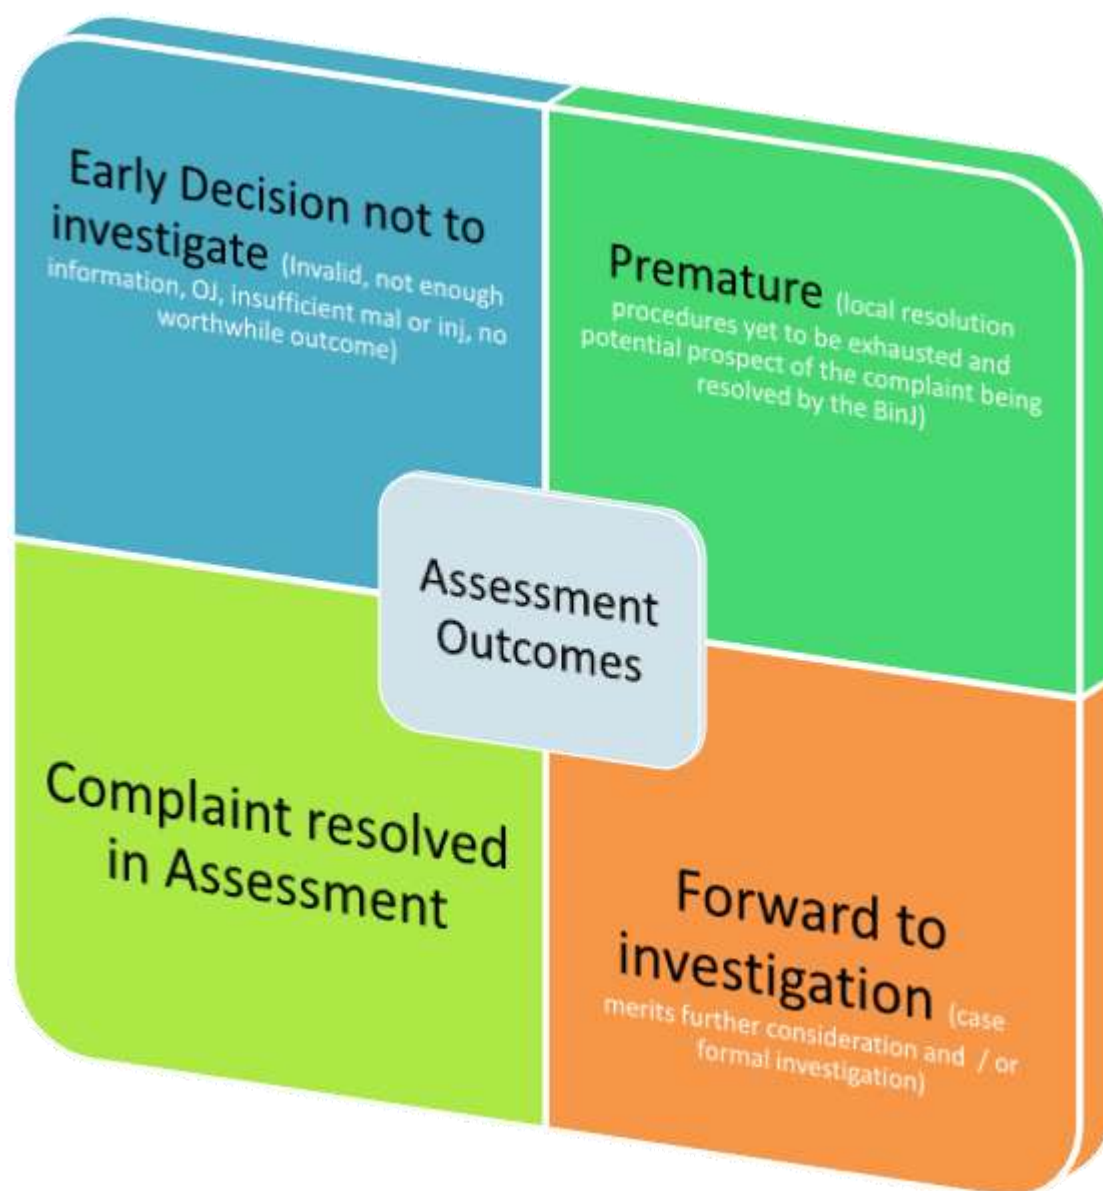 Early Decision not to
investigate (Invalid, not enough
information, OJ, insufficient mal or inj, no
worthwhile outcome)
Premature (local resolution
procedures yet to be exhausted and
potential prospect of the complaint being
resolved by the BinJ)
Assessment
Outcomes
Complaint resolved
in Assessment
Forward to
investigation (case
merits further consideration and / or
formal investigation)